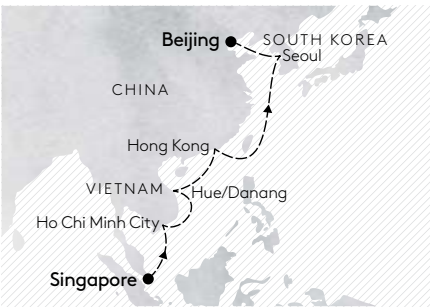 Beijing
SOUTH KOREA
Seoul
CHINA
Hong Kong
VIETNAM
Hue/Danang
Ho Chi Minh City
Singapore